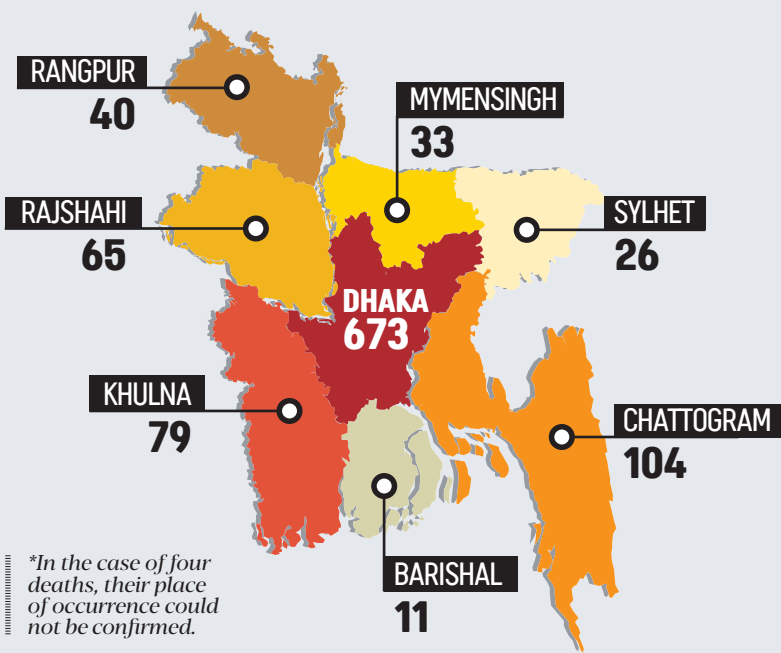 RANGPUR
40
MYMENSINGH
33
RAJSHAHI
65
SYLHET
26
DHAKA
673
KHULNA
79
CHATTOGRAM
104
BARISHAL
11
*In the case of four
deaths, their place
of occurrence could
not be confirmed.